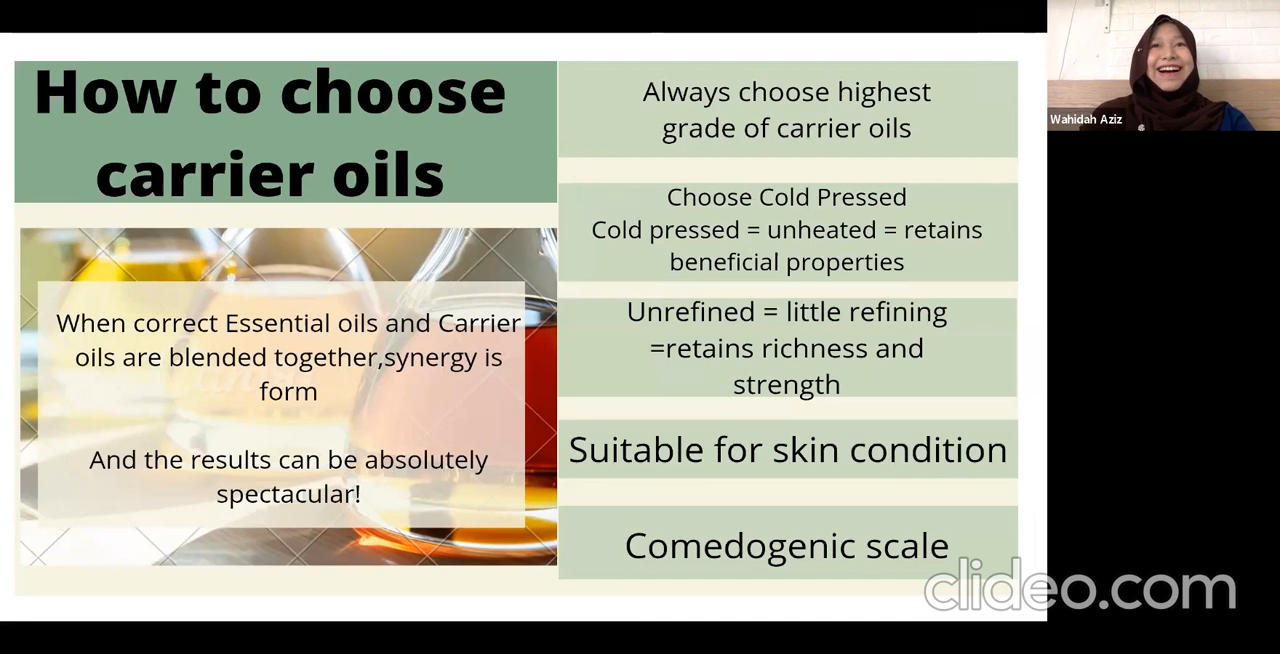 How to choose
carrier oils
When correct Essential oils and Carrier
oils are blended together,synergy is
form
And the results can be absolutely
spectacular!
Always choose highest
grade of carrier oils
Choose Cold Pressed
Cold pressed = unheated = retains
beneficial properties
Unrefined = little refining
=retains richness and
strength
Suitable for skin condition
Comedogenic scale
Wahidah Aziz
clideo.com